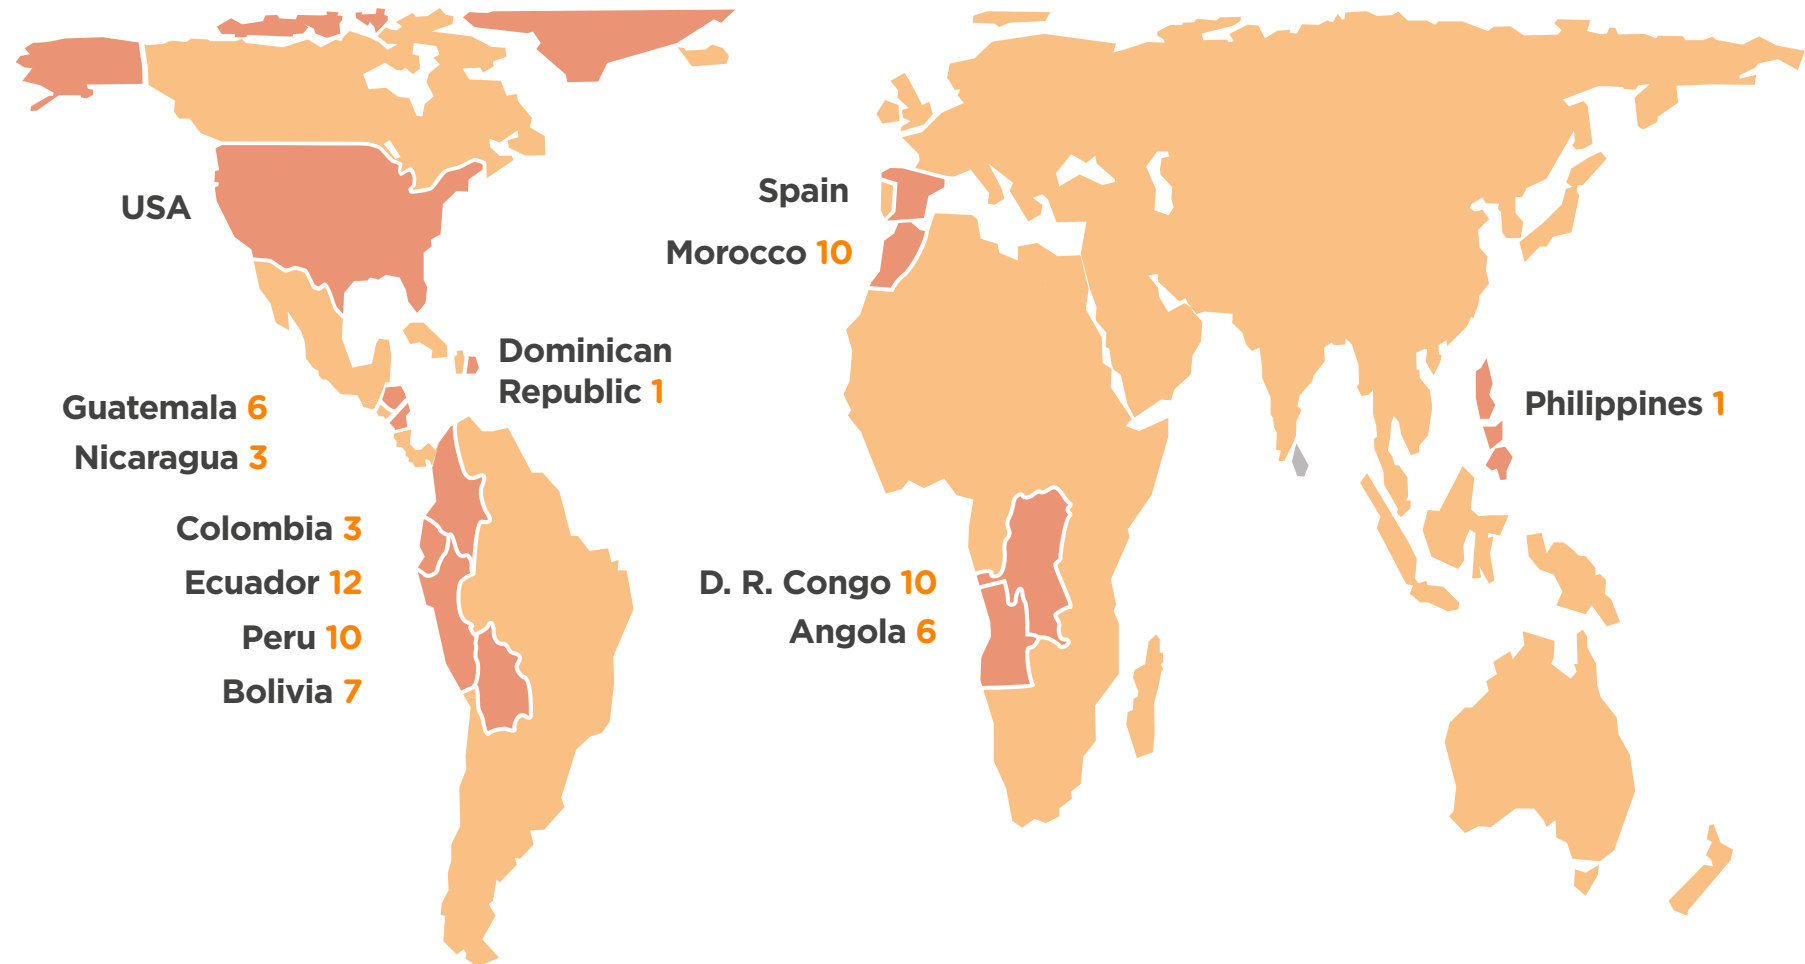 USA
Spain
Morocco 10
Dominican
Republic 1
Guatemala 6
Nicaragua 3
Philippines 1
Colombia 3
Ecuador 12
Peru 10
Bolivia 7
D. R. Congo 10
Angola 6